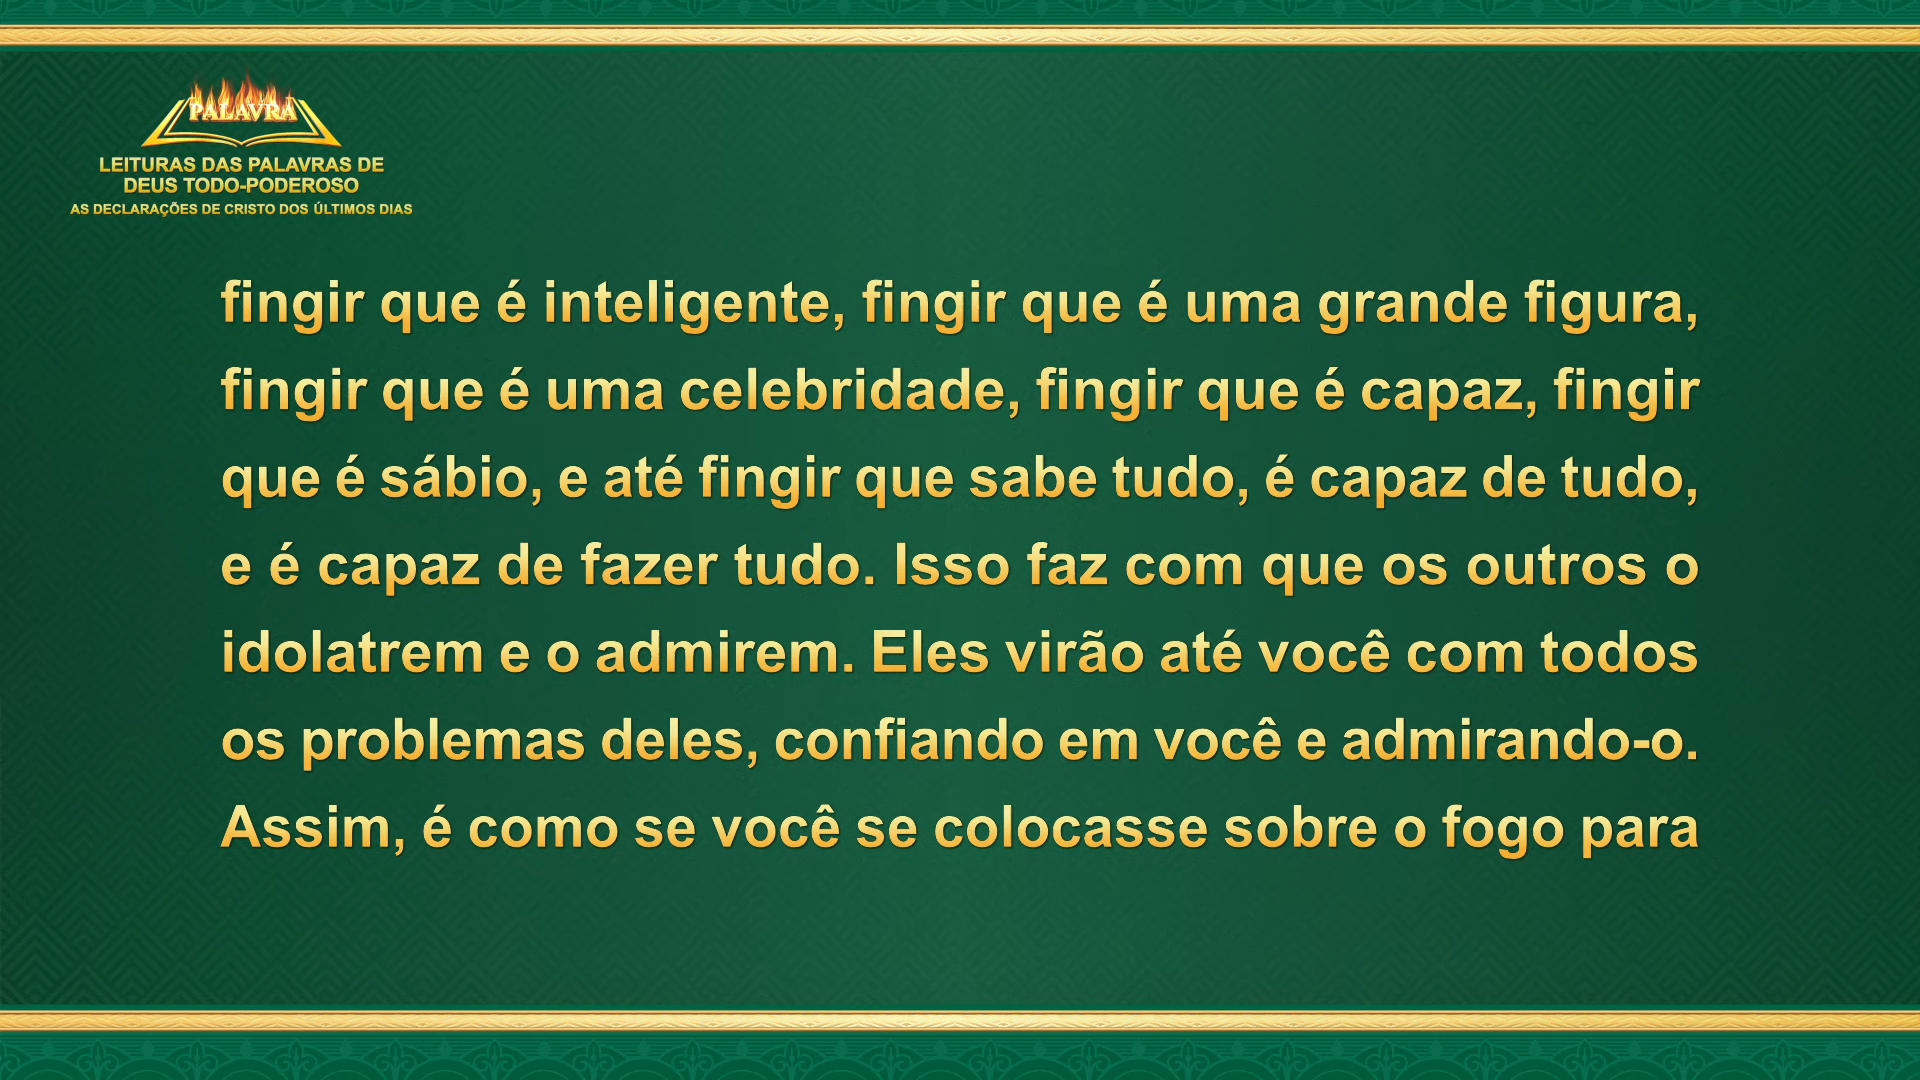 PALAVRA
LEITURAS DAS PALAVRAS DE
DEUS TODO-PODEROSO
AS DECLARAÇÕES DE CRISTO DOS ÚLTIMOS DIAS
fingir que é inteligente, fingir que é uma grande figura,
fingir que é uma celebridade, fingir que é capaz, fingir
que é sábio, e até fingir que sabe tudo, é capaz de tudo,
e é capaz de fazer tudo. Isso faz com que os outros o
idolatrem e o admirem. Eles virão até você com todos
os problemas deles, confiando em você e admirando-o.
Assim, é como se você se colocasse sobre o fogo para